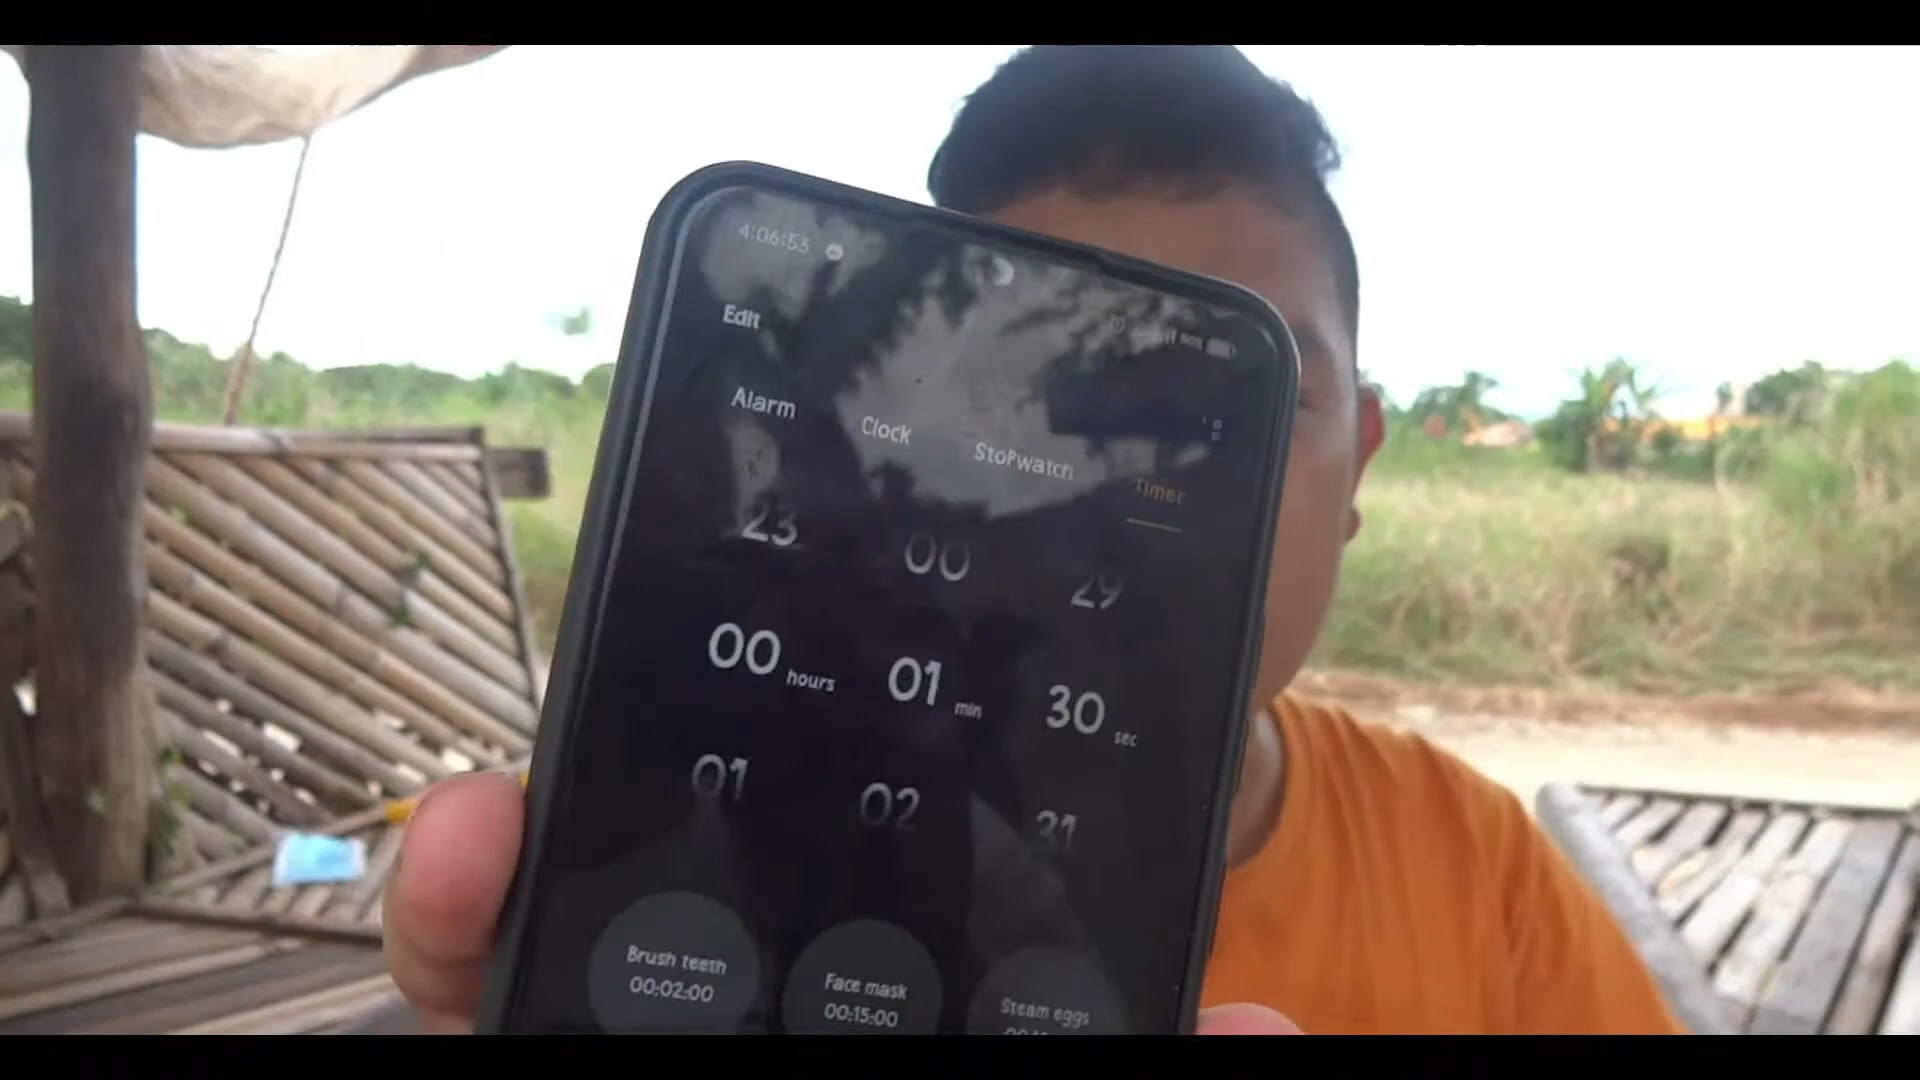 4:06:53
80%
Edit
Alarm Clock Stopwatch Timer
23 00 29
00 hours 01 min 30 sec
01 02 31
Brush teeth Face mask Steam eggs
00:02:00 00:15:00